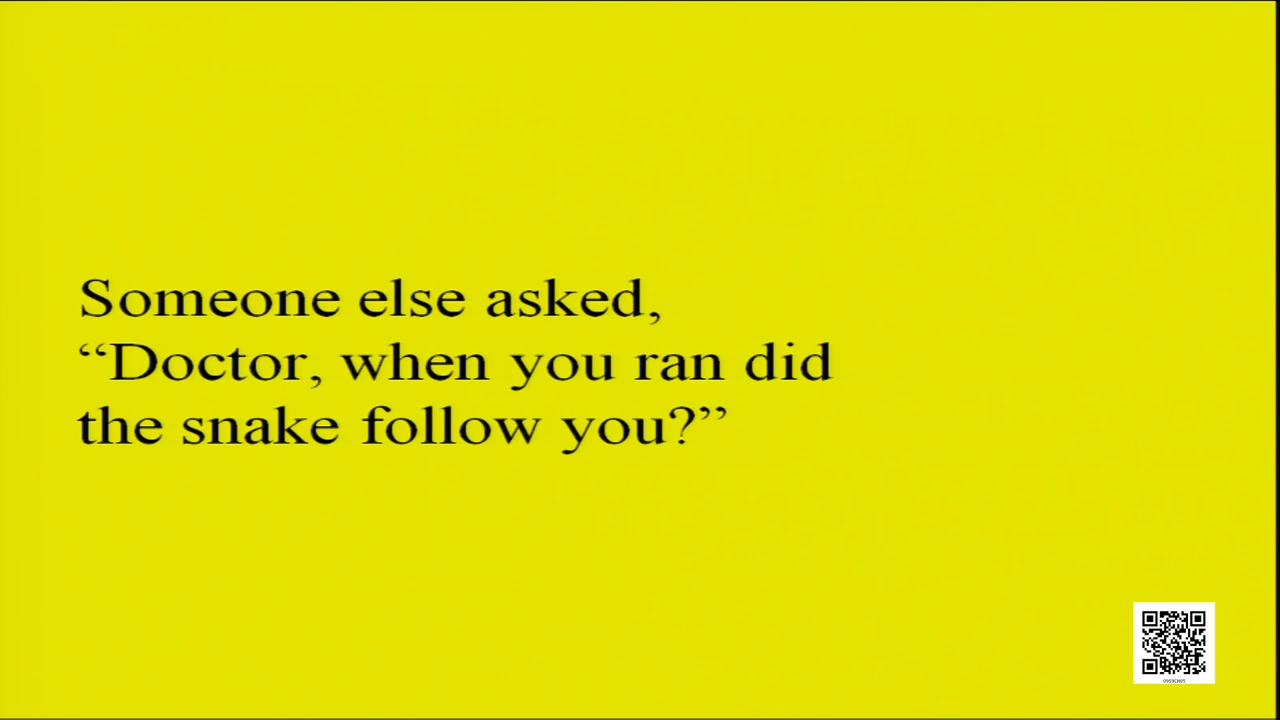 Someone else asked,
“Doctor, when you ran did
the snake follow you?”